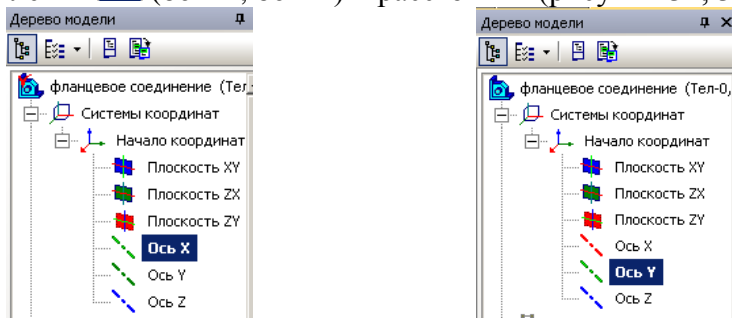 Дерево модели
фланцевое соединение (Тел
Системы координат
Начало координат
Плоскость XY
Плоскость ZX
Плоскость ZY
Ось X
Ось Y
Ось Z
Дерево модели
фланцевое соединение (Тел-0,
Системы координат
Начало координат
Плоскость XY
Плоскость ZX
Плоскость ZY
Ось X
Ось Y
Ось Z